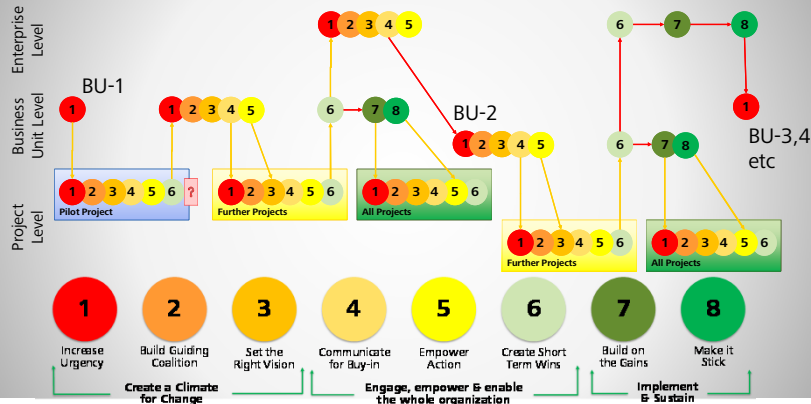 Enterprise
Level
1 2 3 4 5
6 7 8
BU-1
Business
Unit Level
1
1 2 3 4 5
6 7 8
BU-2
1 2 3 4 5
6 7 8
1
BU-3,4
etc
Project
Level
1 2 3 4 5 6 ?
Pilot Project
1 2 3 4 5 6
Further Projects
1 2 3 4 5 6
All Projects
1 2 3 4 5 6
Further Projects
1 2 3 4 5 6
All Projects
1
Increase
Urgency
2
Build Guiding
Coalition
3
Set the
Right Vision
4
Communicate
for Buy-in
5
Empower
Action
6
Create Short
Term Wins
7
Build on
the Gains
8
Make it
Stick
Create a Climate
for Change
Engage, empower & enable
the whole organization
Implement
& Sustain